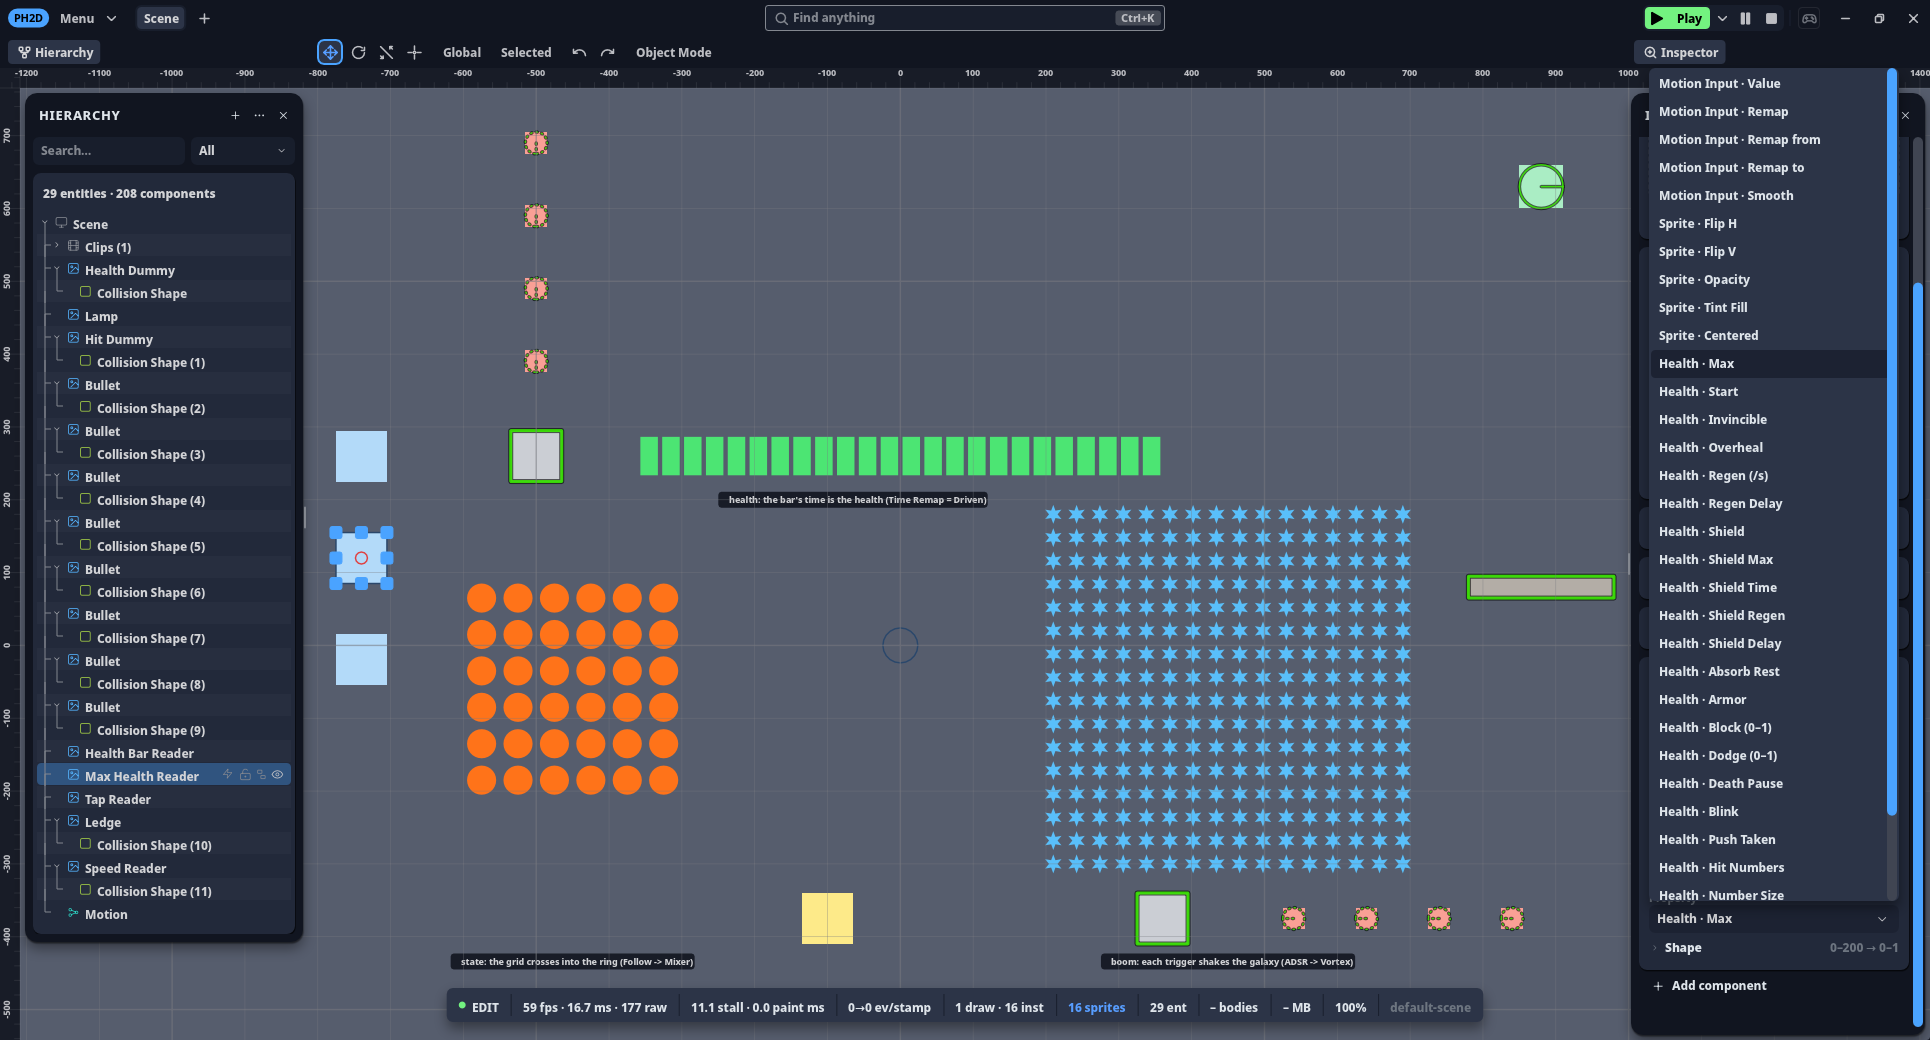 PH2D Menu Scene + Find anything Ctrl+K Play
Hierarchy Global Selected Object Mode Inspector
-1200 -1100 -1000 -900 -800 -700 -600 -500 -400 -300 -200 -100 0 100 200 300 400 500 600 700 800 900 1000 1400
700
600
500
400
300
200
100
0
-100
-200
-300
-400
-500
HIERARCHY
Search...
All
29 entities · 208 components
Scene
Clips (1)
Health Dummy
Collision Shape
Lamp
Hit Dummy
Collision Shape (1)
Bullet
Collision Shape (2)
Bullet
Collision Shape (3)
Bullet
Collision Shape (4)
Bullet
Collision Shape (5)
Bullet
Collision Shape (6)
Bullet
Collision Shape (7)
Bullet
Collision Shape (8)
Bullet
Collision Shape (9)
Health Bar Reader
Max Health Reader
Tap Reader
Ledge
Collision Shape (10)
Speed Reader
Collision Shape (11)
Motion
health: the bar's time is the health (Time Remap = Driven)
state: the grid crosses into the ring (Follow -> Mixer)
boom: each trigger shakes the galaxy (ADSR -> Vortex)
EDIT 59 fps · 16.7 ms · 177 raw 11.1 stall · 0.0 paint ms 0→0 ev/stamp 1 draw · 16 inst 16 sprites 29 ent – bodies – MB 100% default-scene
Motion Input · Value
Motion Input · Remap
Motion Input · Remap from
Motion Input · Remap to
Motion Input · Smooth
Sprite · Flip H
Sprite · Flip V
Sprite · Opacity
Sprite · Tint Fill
Sprite · Centered
Health · Max
Health · Start
Health · Invincible
Health · Overheal
Health · Regen (/s)
Health · Regen Delay
Health · Shield
Health · Shield Max
Health · Shield Time
Health · Shield Regen
Health · Shield Delay
Health · Absorb Rest
Health · Armor
Health · Block (0–1)
Health · Dodge (0–1)
Health · Death Pause
Health · Blink
Health · Push Taken
Health · Hit Numbers
Health · Number Size
Health · Max
Shape 0–200 → 0–1
+ Add component